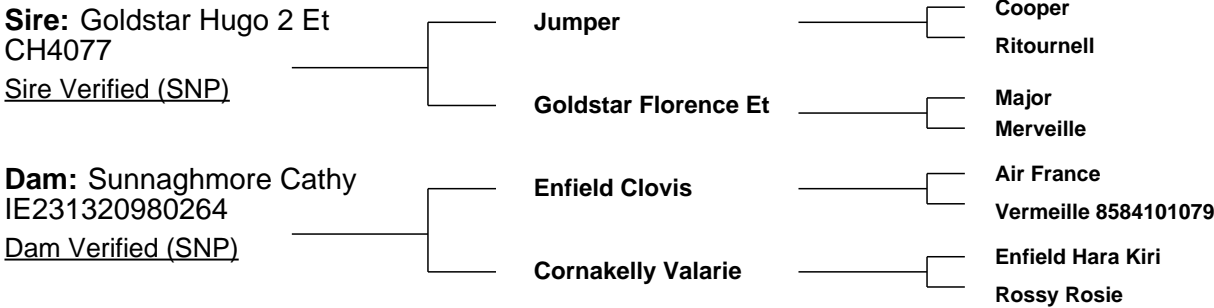 Sire: Goldstar Hugo 2 Et
CH4077
Sire Verified (SNP)
Jumper
Goldstar Florence Et
Cooper
Ritournell
Major
Merveille
Dam: Sunnaghmore Cathy
IE231320980264
Dam Verified (SNP)
Enfield Clovis
Cornakelly Valarie
Air France
Vermeille 8584101079
Enfield Hara Kiri
Rossy Rosie